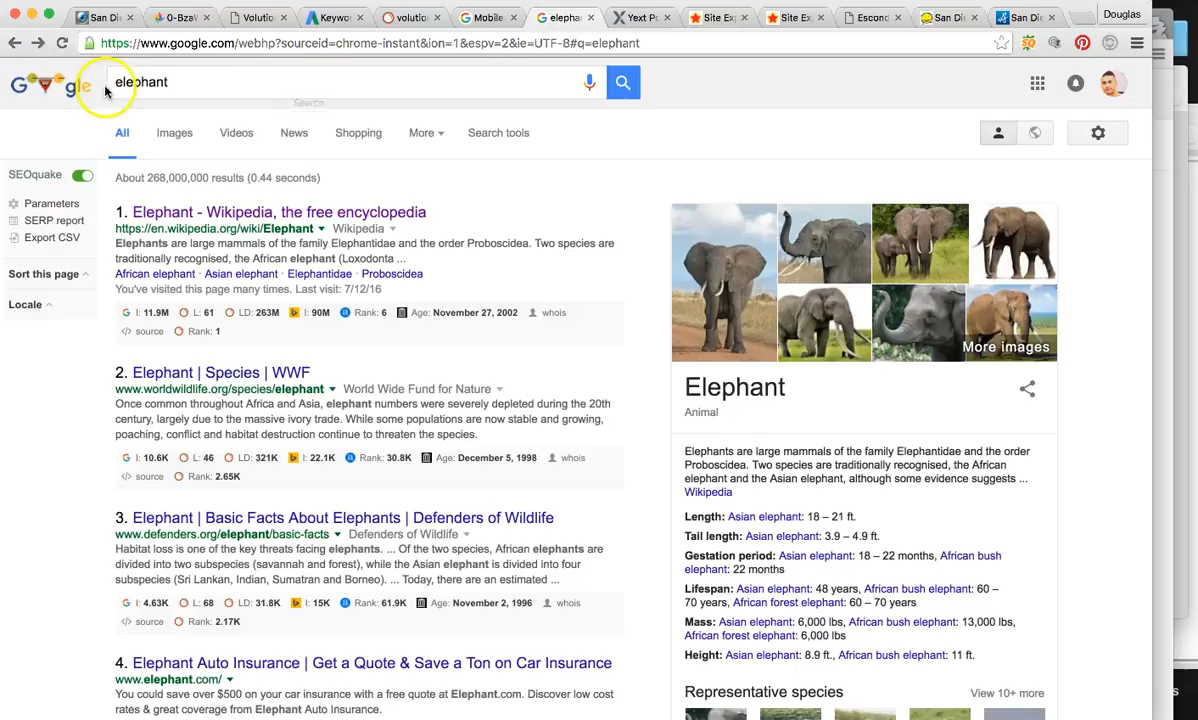 San Di
0-BzaV
Volutio
Keywo
volution
Mobile
elephan
Yext Po
Site Exp
Site Ex
Escond
San Die
San Die
Douglas
https://www.google.com/webhp?sourceid=chrome-instant&ion=1&espv=2&ie=UTF-8#q=elephant
elephant
Search
All Images Videos News Shopping More Search tools
SEOquake
Parameters
SERP report
Export CSV
Sort this page
Locale
About 268,000,000 results (0.44 seconds)
1. Elephant - Wikipedia, the free encyclopedia
https://en.wikipedia.org/wiki/Elephant Wikipedia
Elephants are large mammals of the family Elephantidae and the order Proboscidea. Two species are
traditionally recognised, the African elephant (Loxodonta ...
African elephant · Asian elephant · Elephantidae · Proboscidea
You've visited this page many times. Last visit: 7/12/16
I: 11.9M L: 61 LD: 263M I: 90M Rank: 6 Age: November 27, 2002 whois
source Rank: 1
2. Elephant | Species | WWF
www.worldwildlife.org/species/elephant World Wide Fund for Nature
Once common throughout Africa and Asia, elephant numbers were severely depleted during the 20th
century, largely due to the massive ivory trade. While some populations are now stable and growing,
poaching, conflict and habitat destruction continue to threaten the species.
I: 10.6K L: 46 LD: 321K I: 22.1K Rank: 30.8K Age: December 5, 1998 whois
source Rank: 2.65K
3. Elephant | Basic Facts About Elephants | Defenders of Wildlife
www.defenders.org/elephant/basic-facts Defenders of Wildlife
Habitat loss is one of the key threats facing elephants. ... Of the two species, African elephants are
divided into two subspecies (savannah and forest), while the Asian elephant is divided into four
subspecies (Sri Lankan, Indian, Sumatran and Borneo). ... Today, there are an estimated ...
I: 4.63K L: 68 LD: 31.8K I: 15K Rank: 61.9K Age: November 2, 1996 whois
source Rank: 2.17K
4. Elephant Auto Insurance | Get a Quote & Save a Ton on Car Insurance
www.elephant.com/
You could save over $500 on your car insurance with a free quote at Elephant.com. Discover low cost
rates & great coverage from Elephant Auto Insurance.
More images
Elephant
Animal
Elephants are large mammals of the family Elephantidae and the order
Proboscidea. Two species are traditionally recognised, the African
elephant and the Asian elephant, although some evidence suggests ...
Wikipedia
Length: Asian elephant: 18 – 21 ft.
Tail length: Asian elephant: 3.9 – 4.9 ft.
Gestation period: Asian elephant: 18 – 22 months, African bush
elephant: 22 months
Lifespan: Asian elephant: 48 years, African bush elephant: 60 –
70 years, African forest elephant: 60 – 70 years
Mass: Asian elephant: 6,000 lbs, African bush elephant: 13,000 lbs,
African forest elephant: 6,000 lbs
Height: Asian elephant: 8.9 ft., African bush elephant: 11 ft.
Representative species View 10+ more